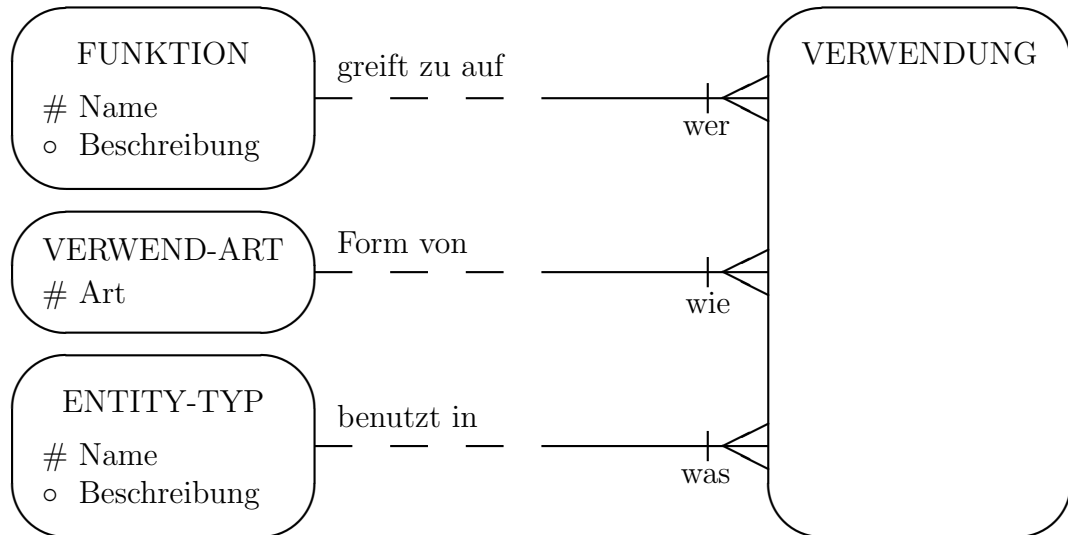 FUNKTION
# Name
○ Beschreibung
greift zu auf
wer
VERWENDUNG
VERWEND-ART
# Art
Form von
wie
ENTITY-TYP
# Name
○ Beschreibung
benutzt in
was